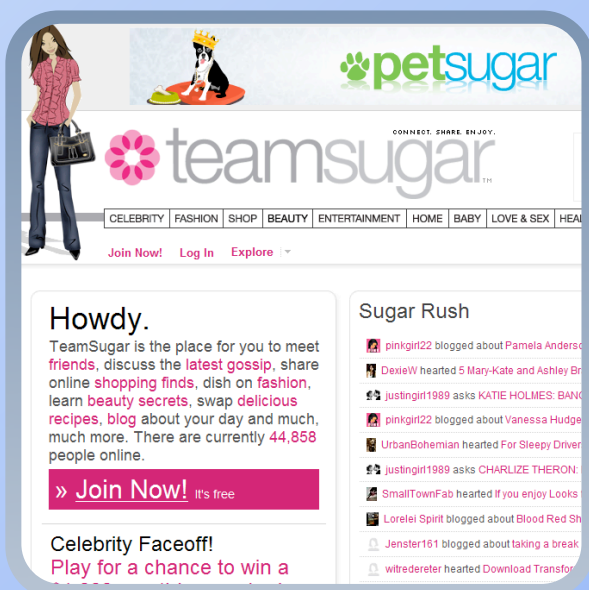 petsugar
CONNECT. SHARE. ENJOY.
teamsugar
TM
CELEBRITY FASHION SHOP BEAUTY ENTERTAINMENT HOME BABY LOVE & SEX HEAL
Join Now! Log In Explore
Howdy.
TeamSugar is the place for you to meet
friends, discuss the latest gossip, share
online shopping finds, dish on fashion,
learn beauty secrets, swap delicious
recipes, blog about your day and much,
much more. There are currently 44,858
people online.
» Join Now! It's free
Celebrity Faceoff!
Play for a chance to win a
Sugar Rush
pinkgirl22 blogged about Pamela Anderso
DexieW hearted 5 Mary-Kate and Ashley Br
justingirl1989 asks KATIE HOLMES: BANG
pinkgirl22 blogged about Vanessa Hudge
UrbanBohemian hearted For Sleepy Driver
justingirl1989 asks CHARLIZE THERON:
SmallTownFab hearted If you enjoy Looks
Lorelei Spirit blogged about Blood Red Sh
Jenster161 blogged about taking a break
witredereter hearted Download Transfor